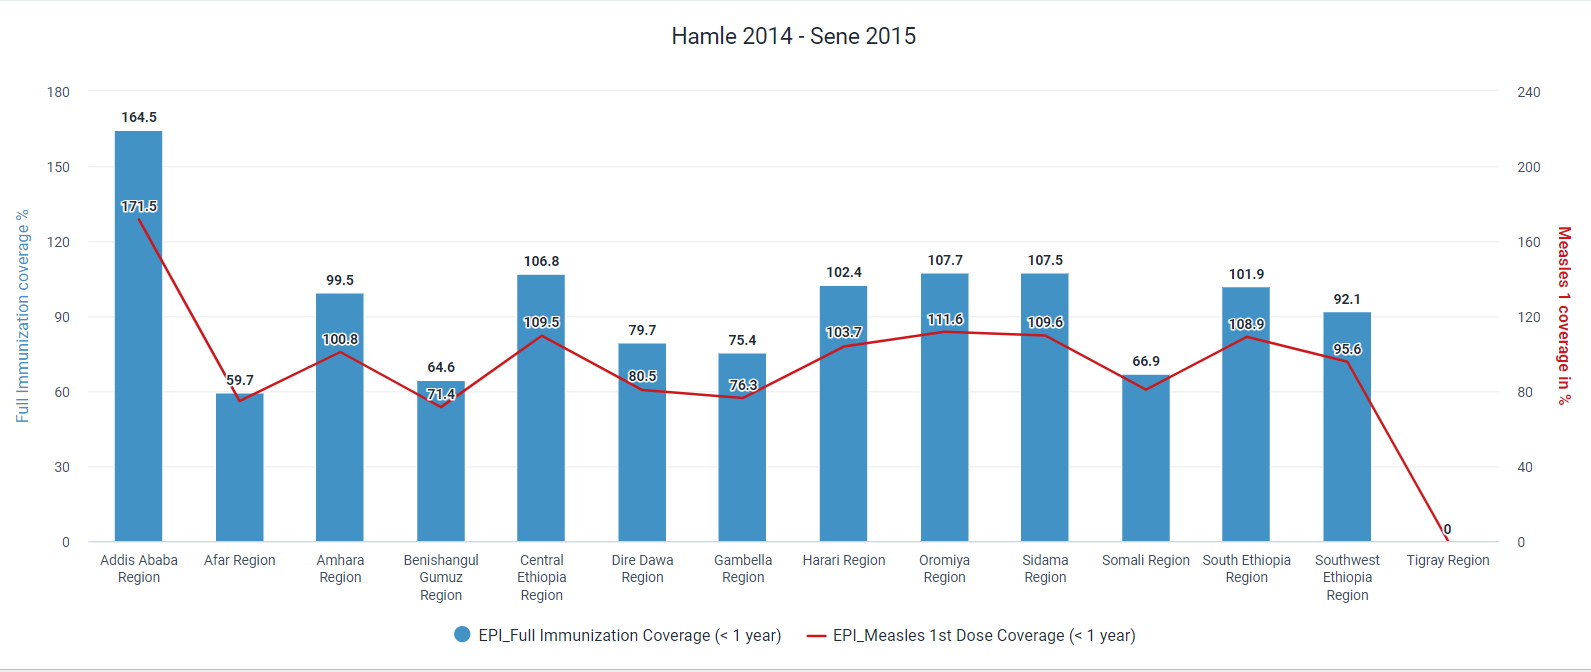 Hamle 2014 - Sene 2015
Full Immunization coverage %
180
150
120
90
60
30
0
164.5
171.5
59.7
99.5
100.8
64.6
71.4
106.8
109.5
79.7
80.5
75.4
76.3
102.4
103.7
107.7
111.6
107.5
109.6
66.9
101.9
108.9
92.1
95.6
0
240
200
160
120
80
40
0
Measles 1 coverage in %
Addis Ababa
Region
Afar Region
Amhara
Region
Benishangul
Gumuz
Region
Central
Ethiopia
Region
Dire Dawa
Region
Gambella
Region
Harari Region
Oromiya
Region
Sidama
Region
Somali Region
South Ethiopia
Region
Southwest
Ethiopia
Region
Tigray Region
EPI_Full Immunization Coverage (< 1 year)
EPI_Measles 1st Dose Coverage (< 1 year)